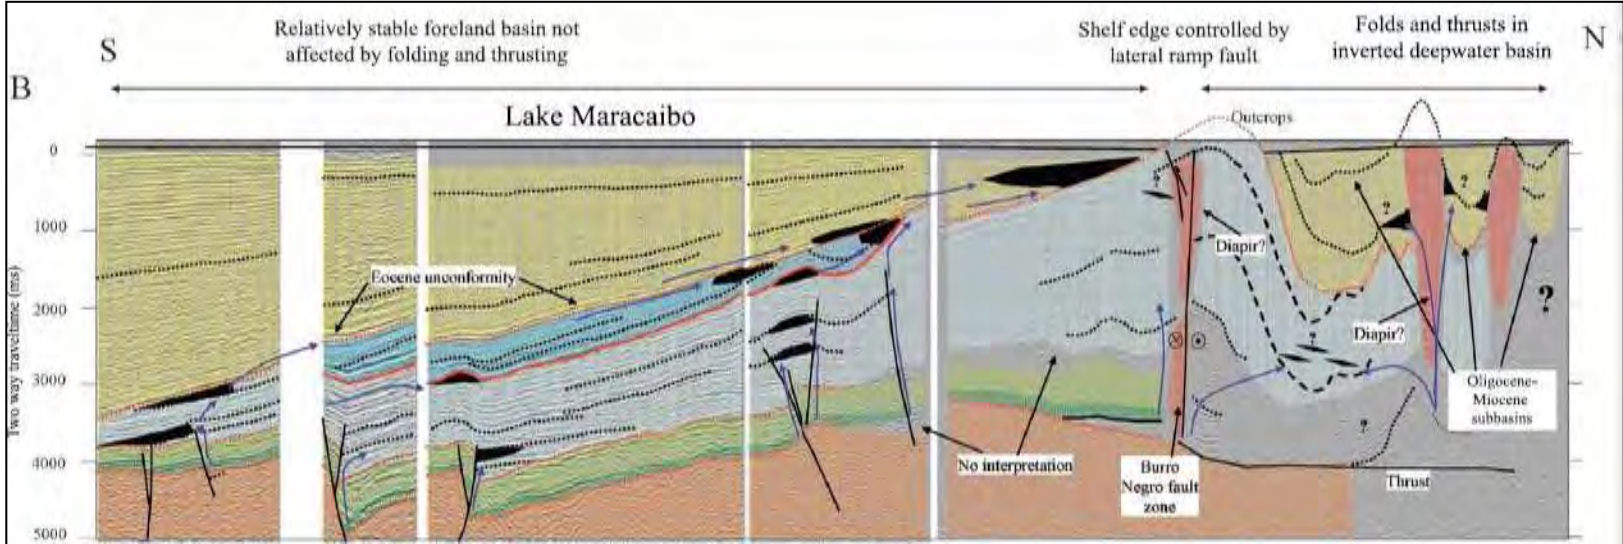 Relatively stable foreland basin not
affected by folding and thrusting
Shelf edge controlled by
lateral ramp fault
Folds and thrusts in
inverted deepwater basin
S
N
B
Lake Maracaibo
Outcrops
0
1000
2000
3000
4000
5000
Two way traveltime (ms)
Eocene unconformity
?
Diapir?
?
?
?
Diapir?
?
?
Oligocene-
Miocene
subbasins
No interpretation
Burro
Negro fault
zone
Thrust